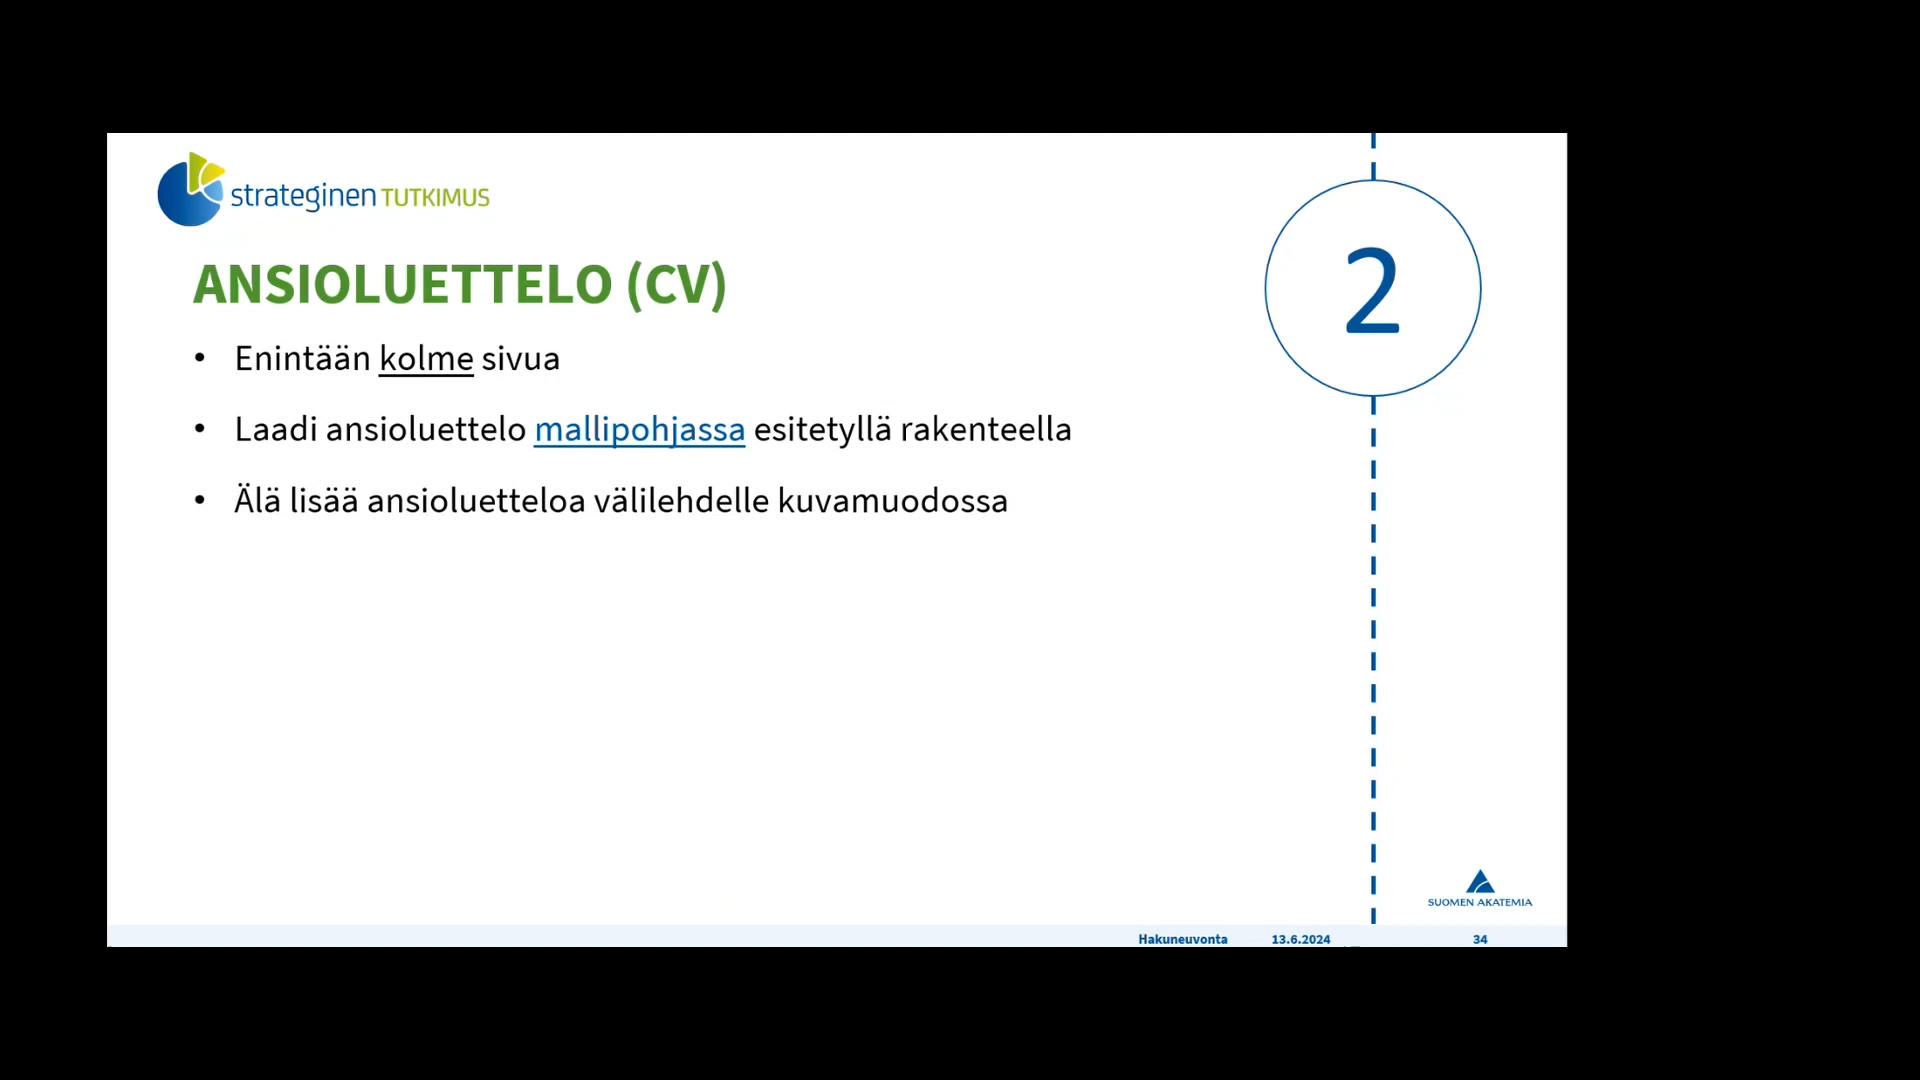 strateginen TUTKIMUS
2
ANSIOLUETTELO (CV)
• Enintään kolme sivua
• Laadi ansioluettelo mallipohjassa esitetyllä rakenteella
• Älä lisää ansioluetteloa välilehdelle kuvamuodossa
SUOMEN AKATEMIA
Hakuneuvonta 13.6.2024 34